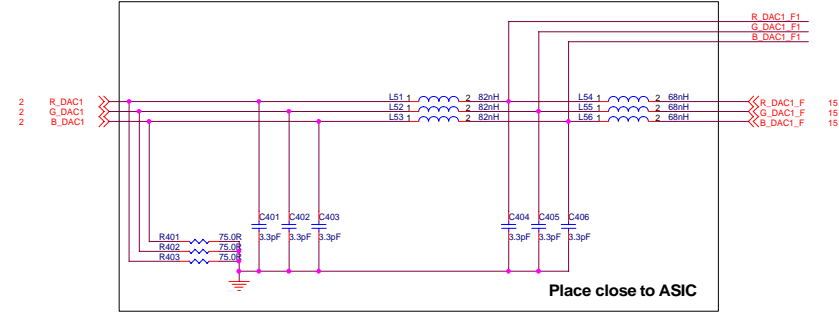 R_DAC1_F1
G_DAC1_F1
B_DAC1_F1
2 R_DAC1 L51 1 2 82nH L54 1 2 68nH R_DAC1_F 15
2 G_DAC1 L52 1 2 82nH L55 1 2 68nH G_DAC1_F 15
2 B_DAC1 L53 1 2 82nH L56 1 2 68nH B_DAC1_F 15
C401 C402 C403 C404 C405 C406
3.3pF 3.3pF 3.3pF 3.3pF 3.3pF 3.3pF
R401 75.0R
R402 75.0R
R403 75.0R
Place close to ASIC